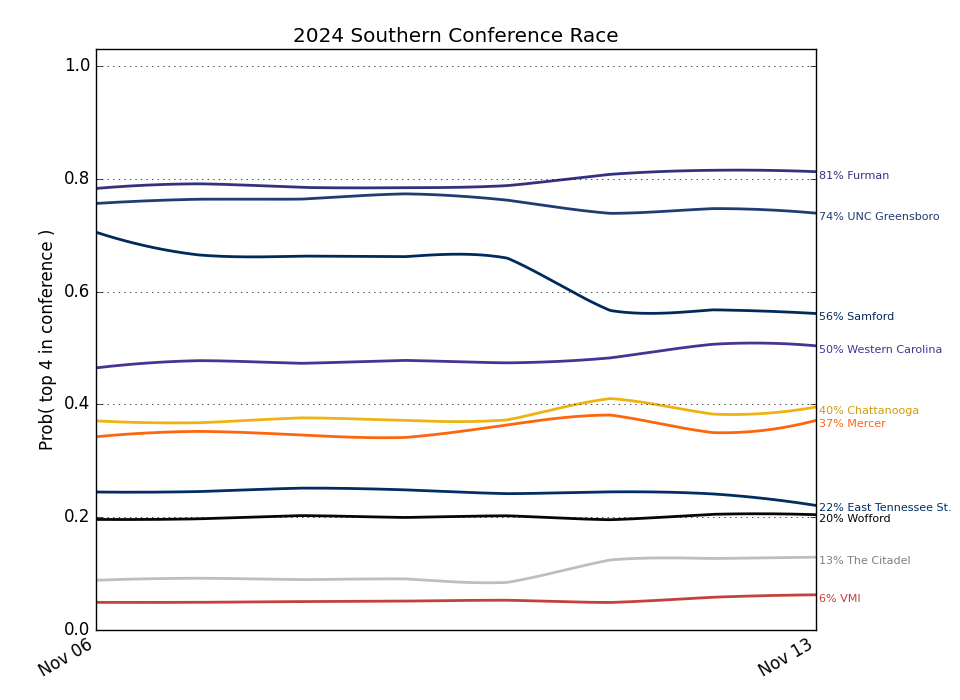 2024 Southern Conference Race
Prob( top 4 in conference )
1.0
0.8
0.6
0.4
0.2
0.0
Nov 06
Nov 13
81% Furman
74% UNC Greensboro
56% Samford
50% Western Carolina
40% Chattanooga
37% Mercer
22% East Tennessee St.
20% Wofford
13% The Citadel
6% VMI